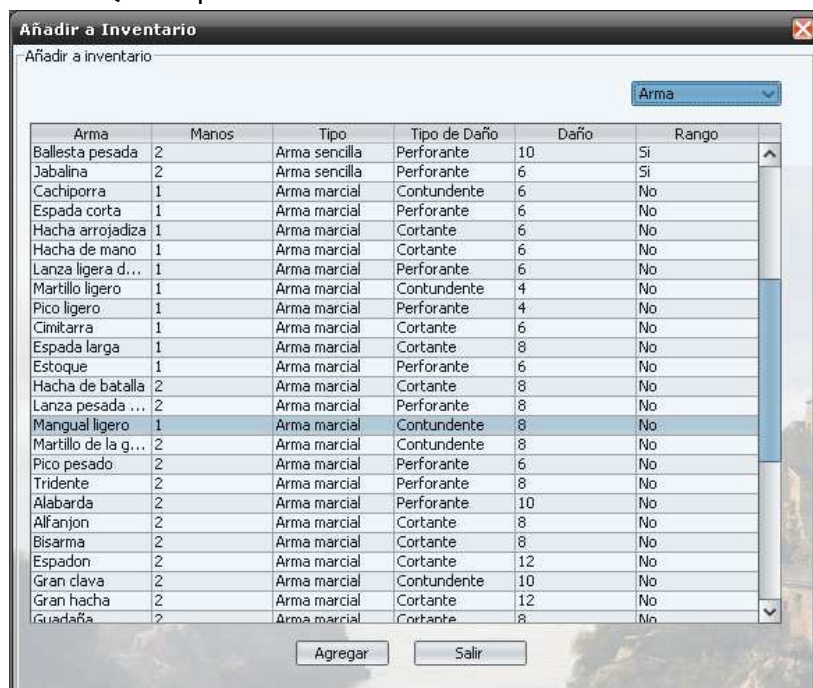 Añadir a Inventario
Añadir a inventario
Arma
Arma Manos Tipo Tipo de Daño Daño Rango
Ballesta pesada 2 Arma sencilla Perforante 10 Si
Jabalina 2 Arma sencilla Perforante 6 Si
Cachiporra 1 Arma marcial Contundente 6 No
Espada corta 1 Arma marcial Perforante 6 No
Hacha arrojadiza 1 Arma marcial Cortante 6 No
Hacha de mano 1 Arma marcial Cortante 6 No
Lanza ligera d... 1 Arma marcial Perforante 6 No
Martillo ligero 1 Arma marcial Contundente 4 No
Pico ligero 1 Arma marcial Perforante 4 No
Cimitarra 1 Arma marcial Cortante 6 No
Espada larga 1 Arma marcial Cortante 8 No
Estoque 1 Arma marcial Perforante 6 No
Hacha de batalla 2 Arma marcial Cortante 8 No
Lanza pesada ... 2 Arma marcial Perforante 8 No
Mangual ligero 1 Arma marcial Contundente 8 No
Martillo de la g... 2 Arma marcial Contundente 8 No
Pico pesado 2 Arma marcial Perforante 6 No
Tridente 2 Arma marcial Perforante 8 No
Alabarda 2 Arma marcial Perforante 10 No
Alfanjon 2 Arma marcial Cortante 8 No
Bisarma 2 Arma marcial Cortante 8 No
Espadon 2 Arma marcial Cortante 12 No
Gran clava 2 Arma marcial Contundente 10 No
Gran hacha 2 Arma marcial Cortante 12 No
Guadaña 2 Arma marcial Cortante 8 No
Agregar Salir